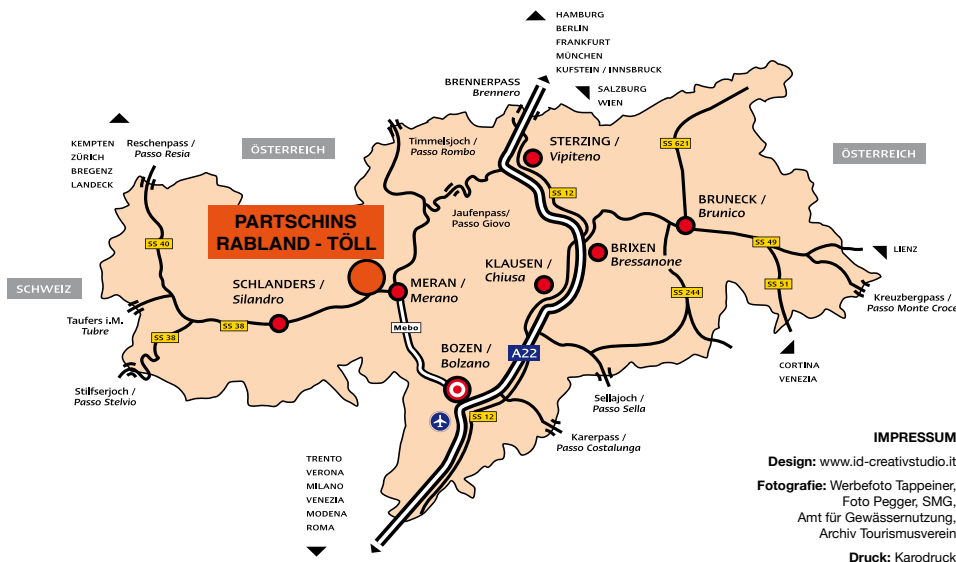 HAMBURG
BERLIN
FRANKFURT
MÜNCHEN
KUFSTEIN / INNSBRUCK
BRENNERPASS
Brennero
SALZBURG
WIEN
KEMPTEN
ZÜRICH
BREGENZ
LANDECK
Reschenpass /
Passo Resia
ÖSTERREICH
Timmelsjoch /
Passo Rombo
STERZING /
Vipiteno
SS 621
ÖSTERREICH
SS 12
Jaufenpass/
Passo Giovo
BRUNECK /
Brunico
PARTSCHINS
RABLAND - TÖLL
SS 40
SS 49
LIENZ
BRIXEN /
Bressanone
KLAUSEN /
Chiusa
SCHWEIZ
SCHLANDERS /
Silandro
MERAN /
Merano
SS 244
SS 51
Kreuzbergpass /
Passo Monte Croce
Taufers i.M.
Tubre
SS 38
SS 38
Mebo
BOZEN /
Bolzano
A22
CORTINA
VENEZIA
Stilfserjoch /
Passo Stelvio
Sellajoch /
Passo Sella
SS 12
Karerpass /
Passo Costalunga
TRENTO
VERONA
MILANO
VENEZIA
MODENA
ROMA
IMPRESSUM
Design: www.id-creativstudio.it
Fotografie: Werbefoto Tappeiner,
Foto Pegger, SMG,
Amt für Gewässernutzung,
Archiv Tourismusverein
Druck: Karodruck